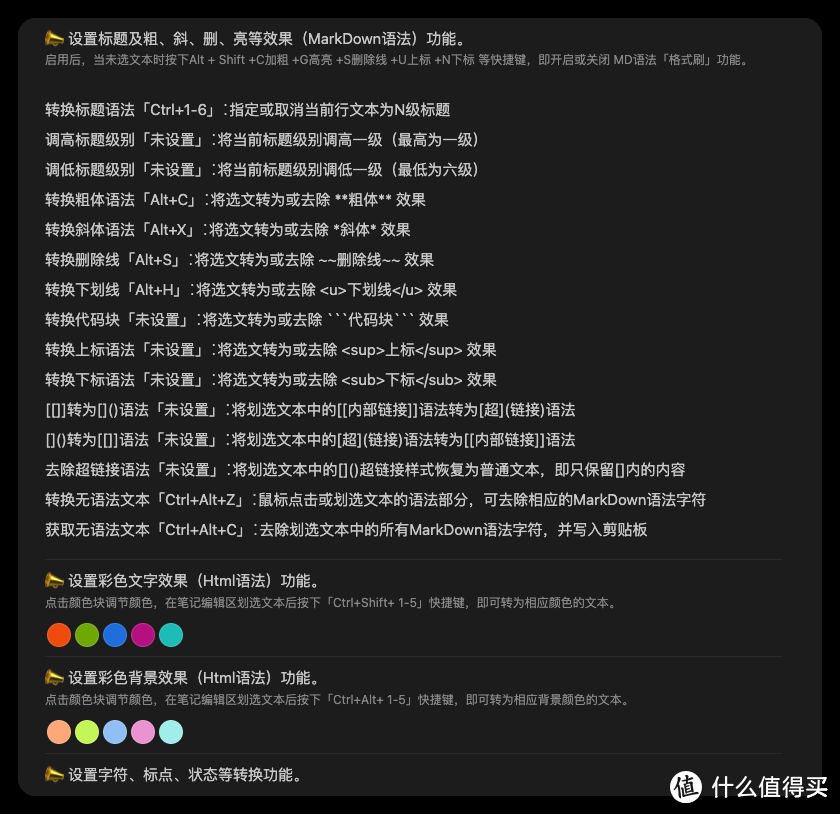 设置标题及粗、斜、删、亮等效果（MarkDown语法）功能。
启用后，当未选文本时按下Alt + Shift +C加粗 +G高亮 +S删除线 +U上标 +N下标 等快捷键，即开启或关闭 MD语法「格式刷」功能。
转换标题语法「Ctrl+1-6」:指定或取消当前行文本为N级标题
调高标题级别「未设置」:将当前标题级别调高一级（最高为一级）
调低标题级别「未设置」:将当前标题级别调低一级（最低为六级）
转换粗体语法「Alt+C」:将选文转为或去除 **粗体** 效果
转换斜体语法「Alt+X」:将选文转为或去除 *斜体* 效果
转换删除线「Alt+S」:将选文转为或去除 ~~删除线~~ 效果
转换下划线「Alt+H」:将选文转为或去除 <u>下划线</u> 效果
转换代码块「未设置」:将选文转为或去除 ```代码块``` 效果
转换上标语法「未设置」:将选文转为或去除 <sup>上标</sup> 效果
转换下标语法「未设置」:将选文转为或去除 <sub>下标</sub> 效果
[[]]转为[]()语法「未设置」:将划选文本中的[[内部链接]]语法转为[超](链接)语法
[]()转为[[]]语法「未设置」:将划选文本中的[超](链接)语法转为[[内部链接]]语法
去除超链接语法「未设置」:将划选文本中的[]()超链接样式恢复为普通文本，即只保留[]内的内容
转换无语法文本「Ctrl+Alt+Z」:鼠标点击或划选文本的语法部分，可去除相应的MarkDown语法字符
获取无语法文本「Ctrl+Alt+C」:去除划选文本中的所有MarkDown语法字符，并写入剪贴板
设置彩色文字效果（Html语法）功能。
点击颜色块调节颜色，在笔记编辑区划选文本后按下「Ctrl+Shift+ 1-5」快捷键，即可转为相应颜色的文本。
设置彩色背景效果（Html语法）功能。
点击颜色块调节颜色，在笔记编辑区划选文本后按下「Ctrl+Alt+ 1-5」快捷键，即可转为相应背景颜色的文本。
设置字符、标点、状态等转换功能。
值 什么值得买